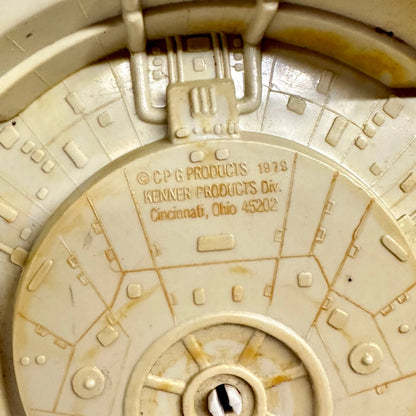 © C P G PRODUCTS 1979
KENNER PRODUCTS Div.
Cincinnati, Ohio 45202